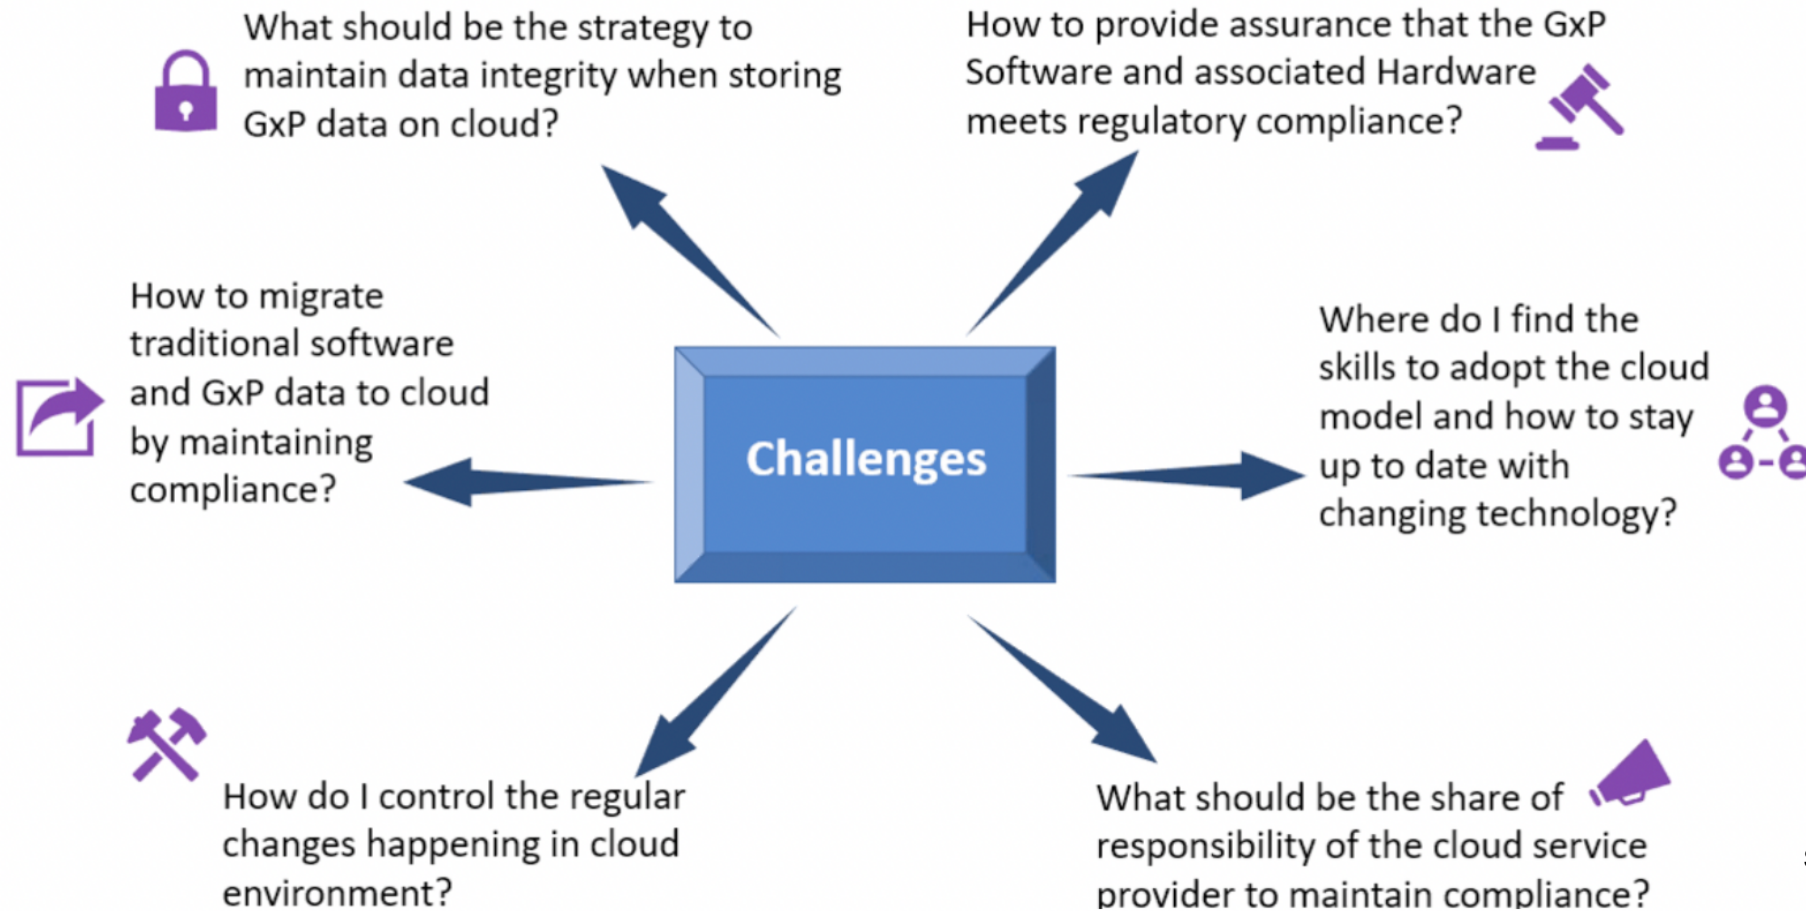 What should be the strategy to
maintain data integrity when storing
GxP data on cloud?
How to provide assurance that the GxP
Software and associated Hardware
meets regulatory compliance?
How to migrate
traditional software
and GxP data to cloud
by maintaining
compliance?
Challenges
Where do I find the
skills to adopt the cloud
model and how to stay
up to date with
changing technology?
How do I control the regular
changes happening in cloud
environment?
What should be the share of
responsibility of the cloud service
provider to maintain compliance?